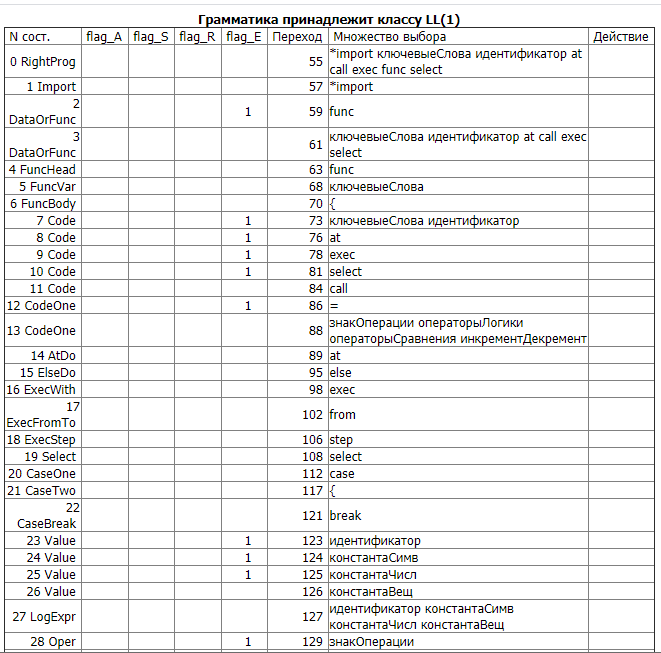 Грамматика принадлежит классу LL(1)
N сост. flag_A flag_S flag_R flag_E Переход Множество выбора Действие
0 RightProg 55 *import ключевыеСлова идентификатор at
call exec func select
1 Import 57 *import
2
DataOrFunc 1 59 func
3
DataOrFunc 61 ключевыеСлова идентификатор at call exec
select
4 FuncHead 63 func
5 FuncVar 68 ключевыеСлова
6 FuncBody 70 {
7 Code 1 73 ключевыеСлова идентификатор
8 Code 1 76 at
9 Code 1 78 exec
10 Code 1 81 select
11 Code 84 call
12 CodeOne 1 86 =
13 CodeOne 88 знакОперации операторыЛогики
операторыСравнения инкрементДекремент
14 AtDo 89 at
15 ElseDo 95 else
16 ExecWith 98 exec
17
ExecFromTo 102 from
18 ExecStep 106 step
19 Select 108 select
20 CaseOne 112 case
21 CaseTwo 117 {
22
CaseBreak 121 break
23 Value 1 123 идентификатор
24 Value 1 124 константаСимв
25 Value 1 125 константаЧисл
26 Value 126 константаВещ
27 LogExpr 127 идентификатор константаСимв
константаЧисл константаВещ
28 Oper 1 129 знакОперации